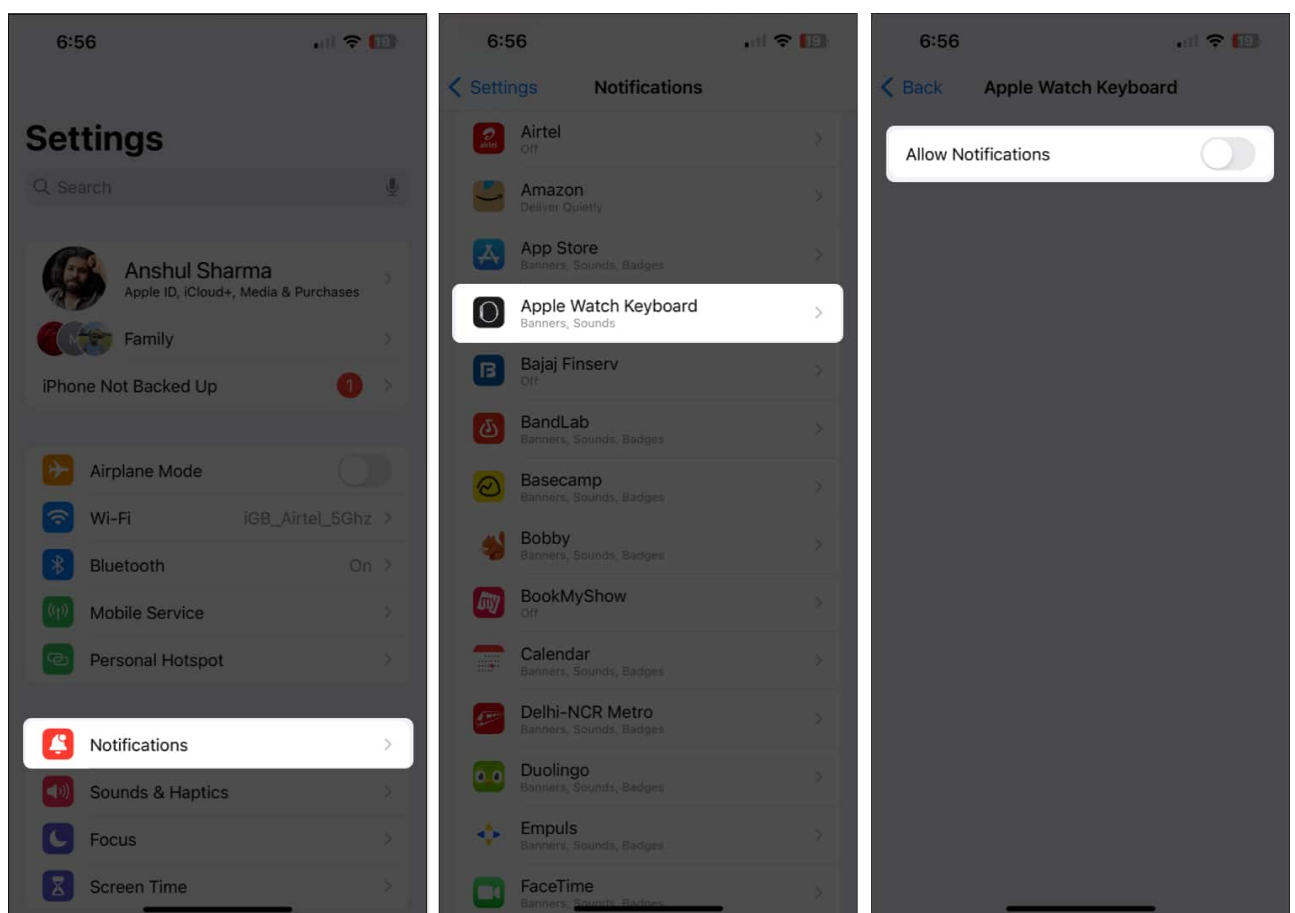 6:56
19
Settings
Search
Anshul Sharma
Apple ID, iCloud+, Media & Purchases
M
Family
iPhone Not Backed Up 1
Airplane Mode
Wi-Fi iGB_Airtel_5Ghz
Bluetooth On
Mobile Service
Personal Hotspot
Notifications
Sounds & Haptics
Focus
Screen Time
6:56
19
Settings Notifications
airtel
Airtel
Off
Amazon
Deliver Quietly
App Store
Banners, Sounds, Badges
Apple Watch Keyboard
Banners, Sounds
B
Bajaj Finserv
Off
BandLab
Banners, Sounds, Badges
Basecamp
Banners, Sounds, Badges
Bobby
Banners, Sounds, Badges
my
BookMyShow
Off
Calendar
Banners, Sounds, Badges
Delhi-NCR Metro
Banners, Sounds, Badges
Duolingo
Banners, Sounds, Badges
Empuls
Banners, Sounds, Badges
FaceTime
Banners, Sounds, Badges
6:56
19
Back Apple Watch Keyboard
Allow Notifications